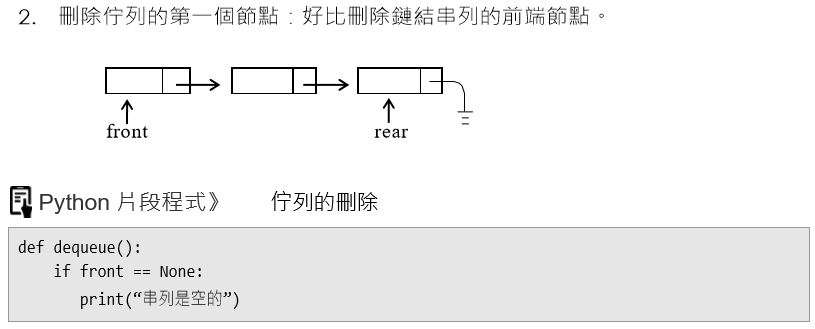 2. 刪除佇列的第一個節點：好比刪除鏈結串列的前端節點。
front rear
Python 片段程式》 佇列的刪除
def dequeue():
    if front == None:
        print(“串列是空的”)